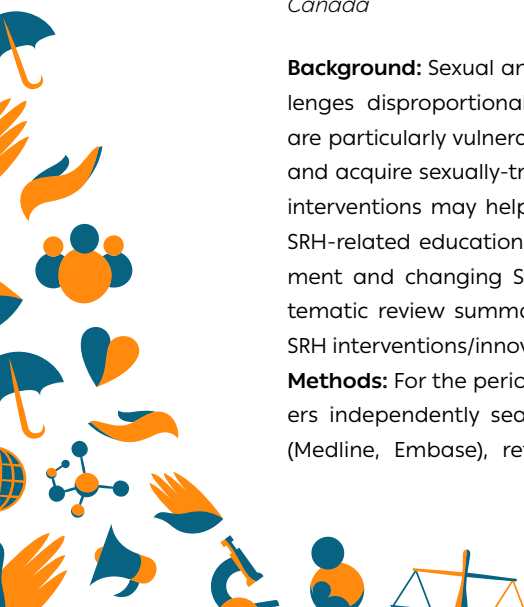 Canada
Background: Sexual an
lenges disproportional
are particularly vulnera
and acquire sexually-tr
interventions may help
SRH-related education
ment and changing S
tematic review summa
SRH interventions/innov
Methods: For the perio
ers independently sea
(Medline, Embase), re